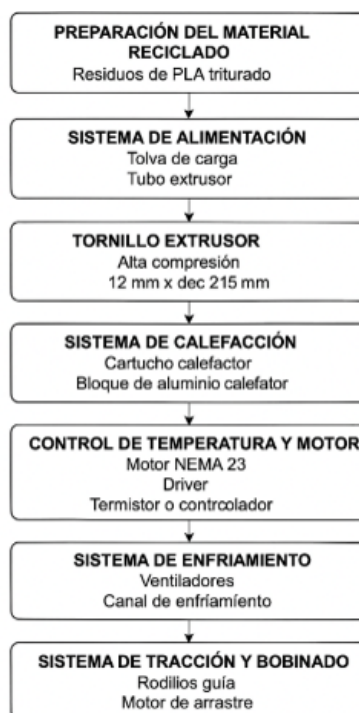 PREPARACIÓN DEL MATERIAL
RECICLADO
Residuos de PLA triturado
SISTEMA DE ALIMENTACIÓN
Tolva de carga
Tubo extrusor
TORNILLO EXTRUSOR
Alta compresión
12 mm x dec 215 mm
SISTEMA DE CALEFACCIÓN
Cartucho calefactor
Bloque de aluminio calefator
CONTROL DE TEMPERATURA Y MOTOR
Motor NEMA 23
Driver
Termistor o contrcolador
SISTEMA DE ENFRIAMIENTO
Ventiladores
Canal de enfríamíento
SISTEMA DE TRACCIÓN Y BOBINADO
Rodilios guía
Motor de arrastre